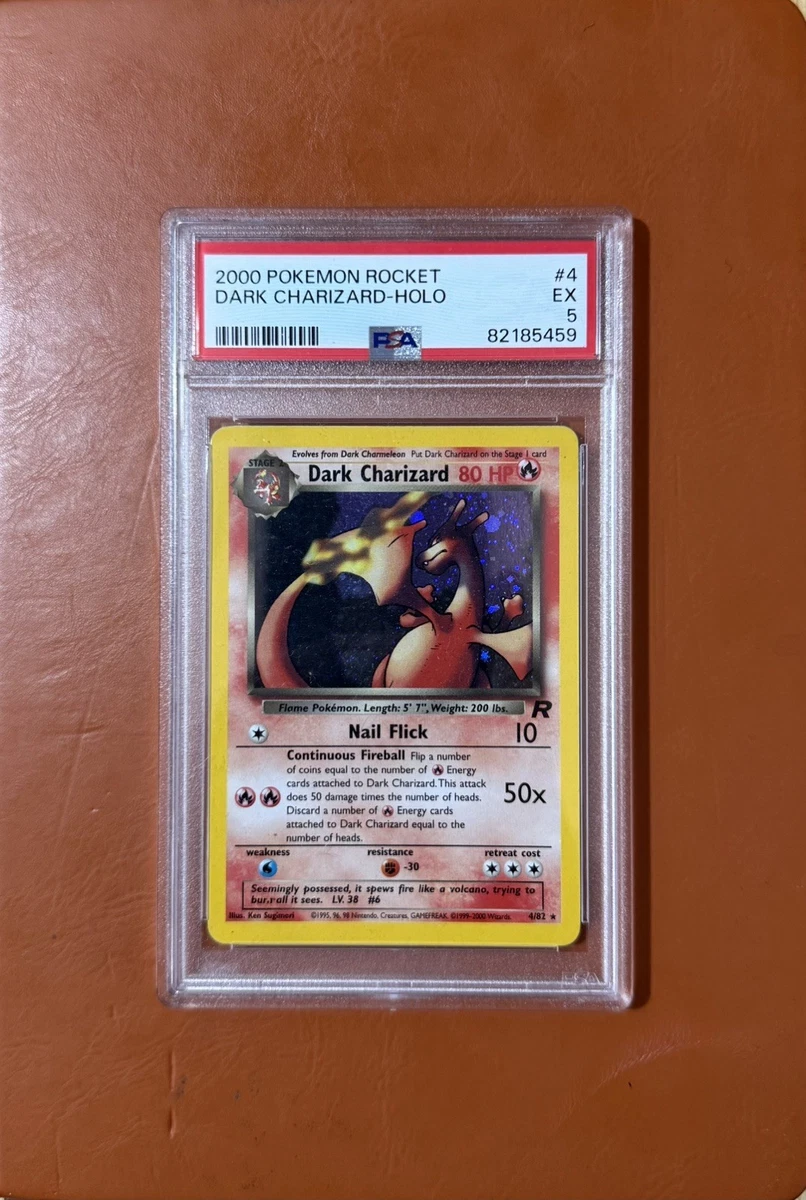 2000 POKEMON ROCKET #4
DARK CHARIZARD-HOLO EX
5
PSA 82185459
Evolves from Dark Charmeleon Put Dark Charizard on the Stage 1 card
STAGE 2
Dark Charizard 80 HP
Flame Pokémon. Length: 5' 7", Weight: 200 lbs.
R
Nail Flick 10
Continuous Fireball Flip a number
of coins equal to the number of Energy
cards attached to Dark Charizard. This attack
does 50 damage times the number of heads. 50x
Discard a number of Energy cards
attached to Dark Charizard equal to the
number of heads.
weakness resistance retreat cost
-30
Seemingly possessed, it spews fire like a volcano, trying to
burn all it sees. LV. 38 #6
Illus. Ken Sugimori ©1995, 96, 98 Nintendo, Creatures, GAMEFREAK. ©1999-2000 Wizards. 4/82 ★